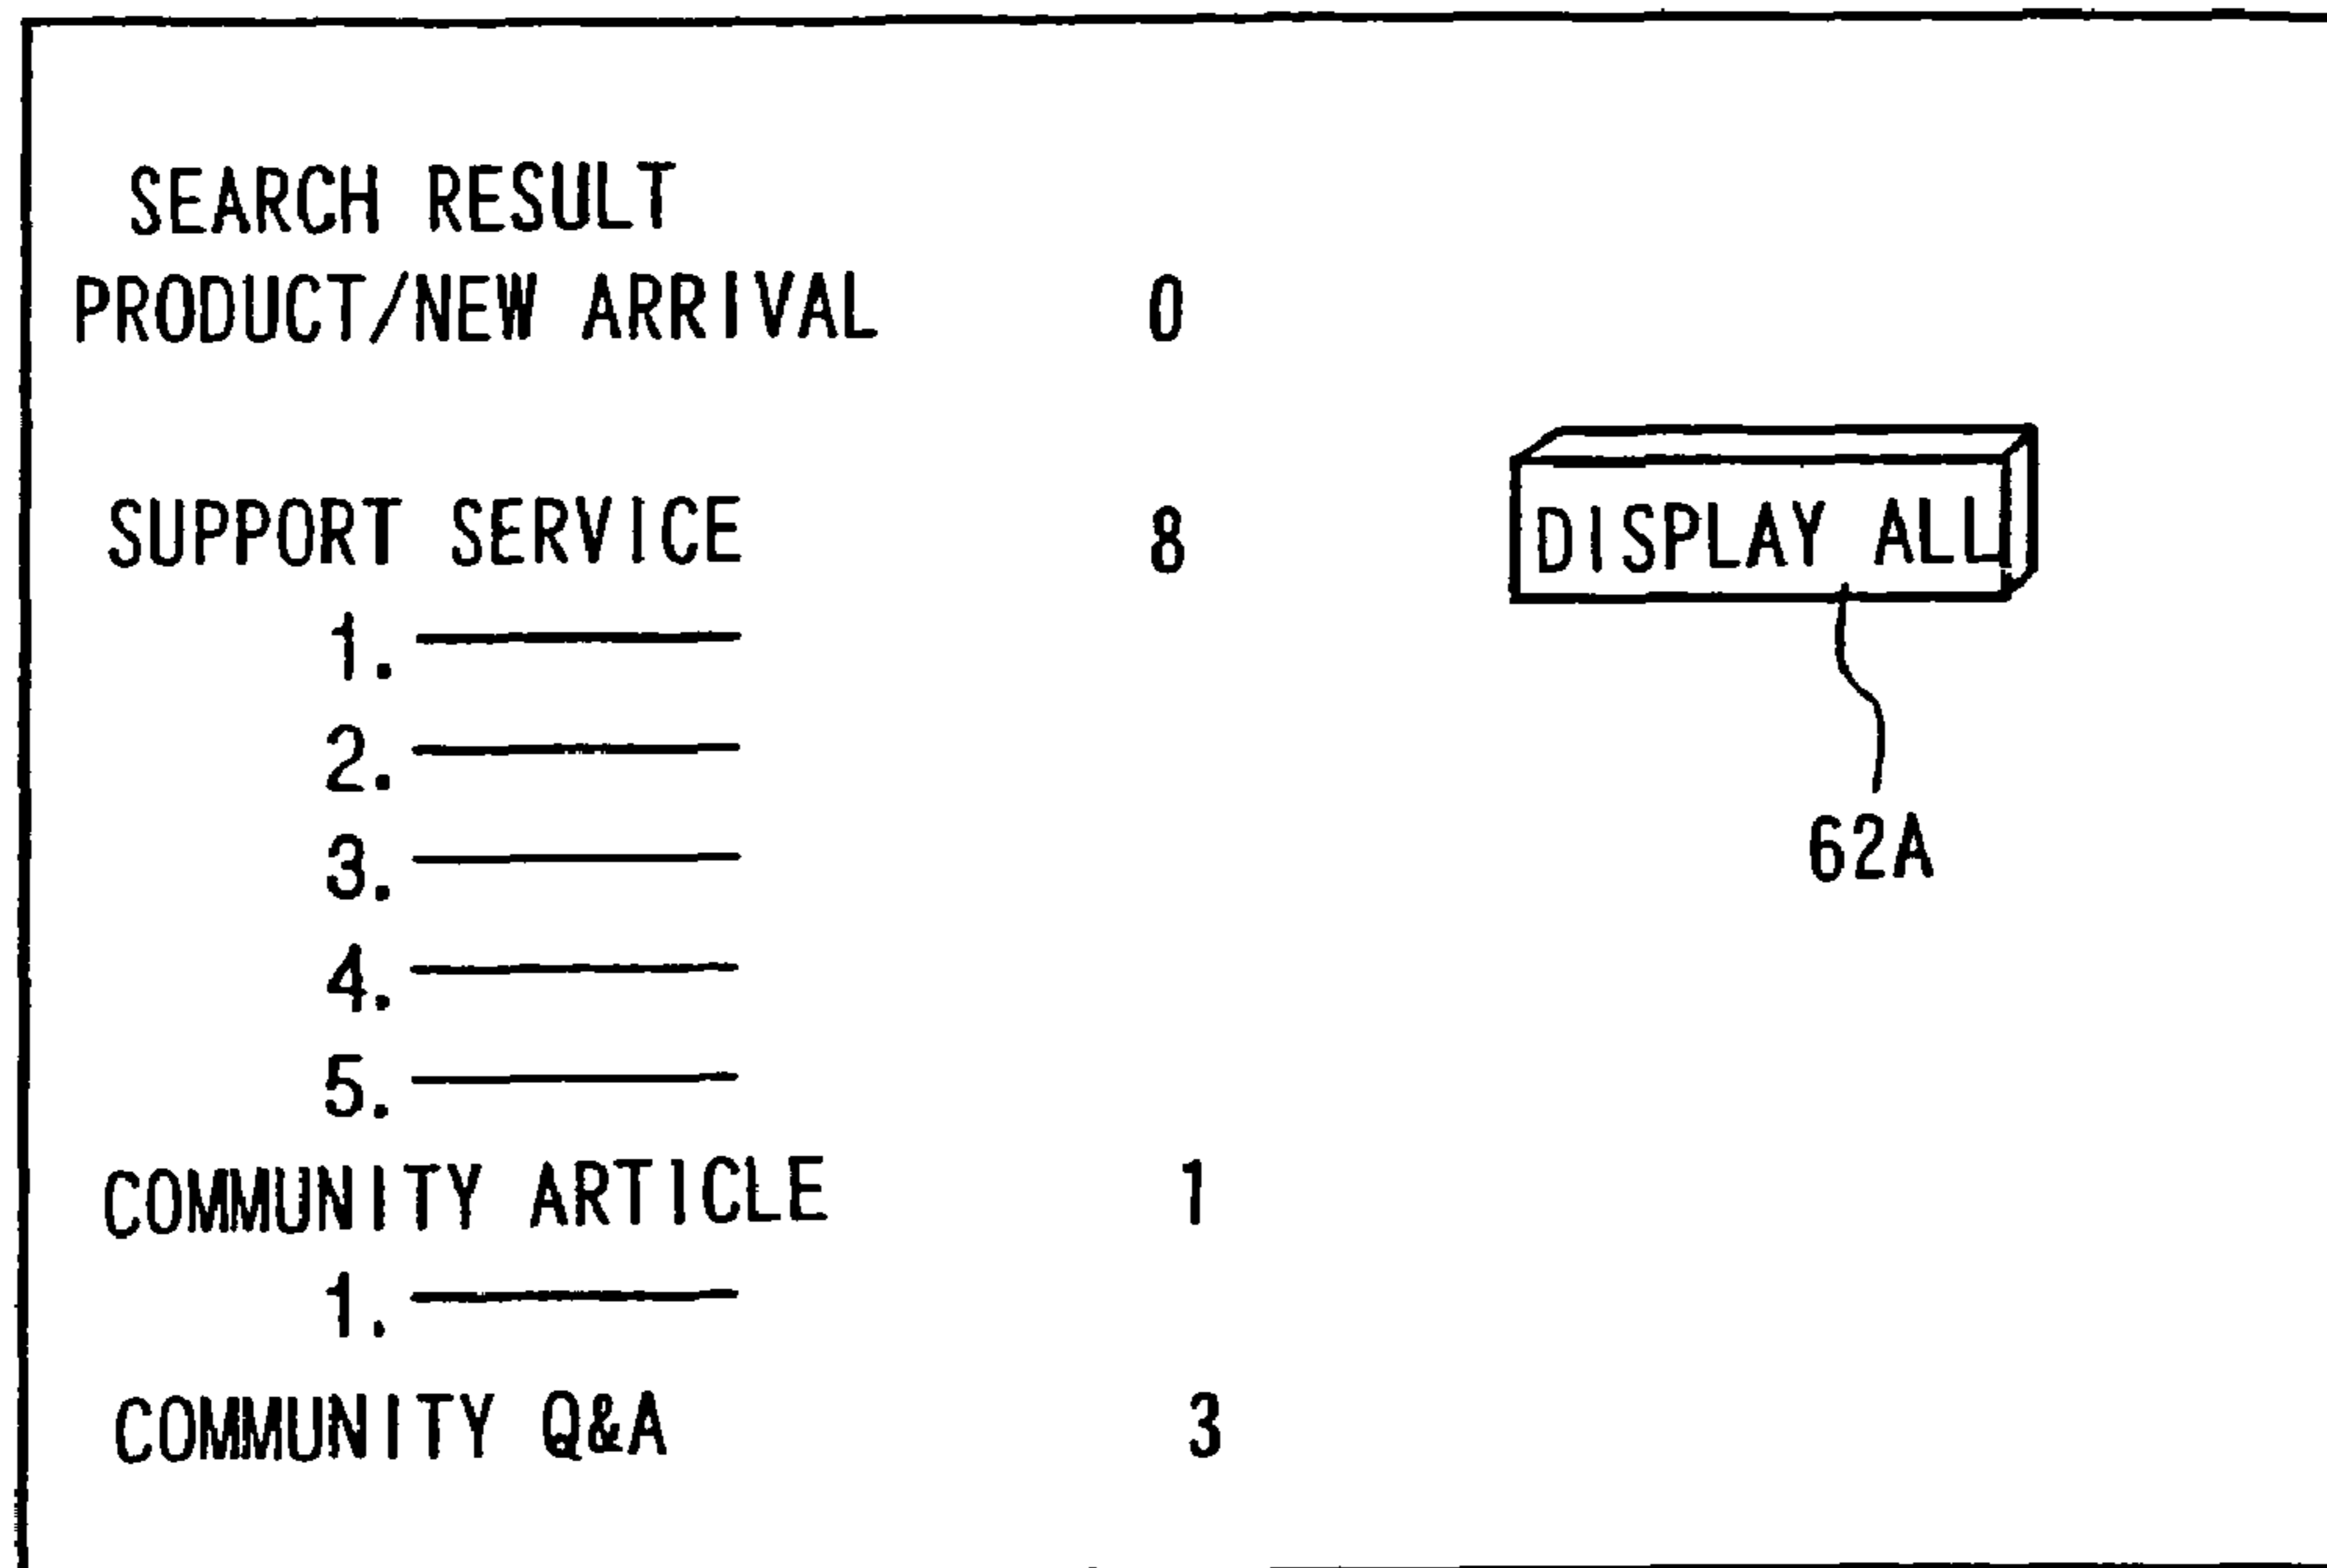 SEARCH RESULT
PRODUCT/NEW ARRIVAL 0
SUPPORT SERVICE 8 DISPLAY ALL
1.
2.
62A
3.
4.
5.
COMMUNITY ARTICLE 1
1.
COMMUNITY Q&A 3